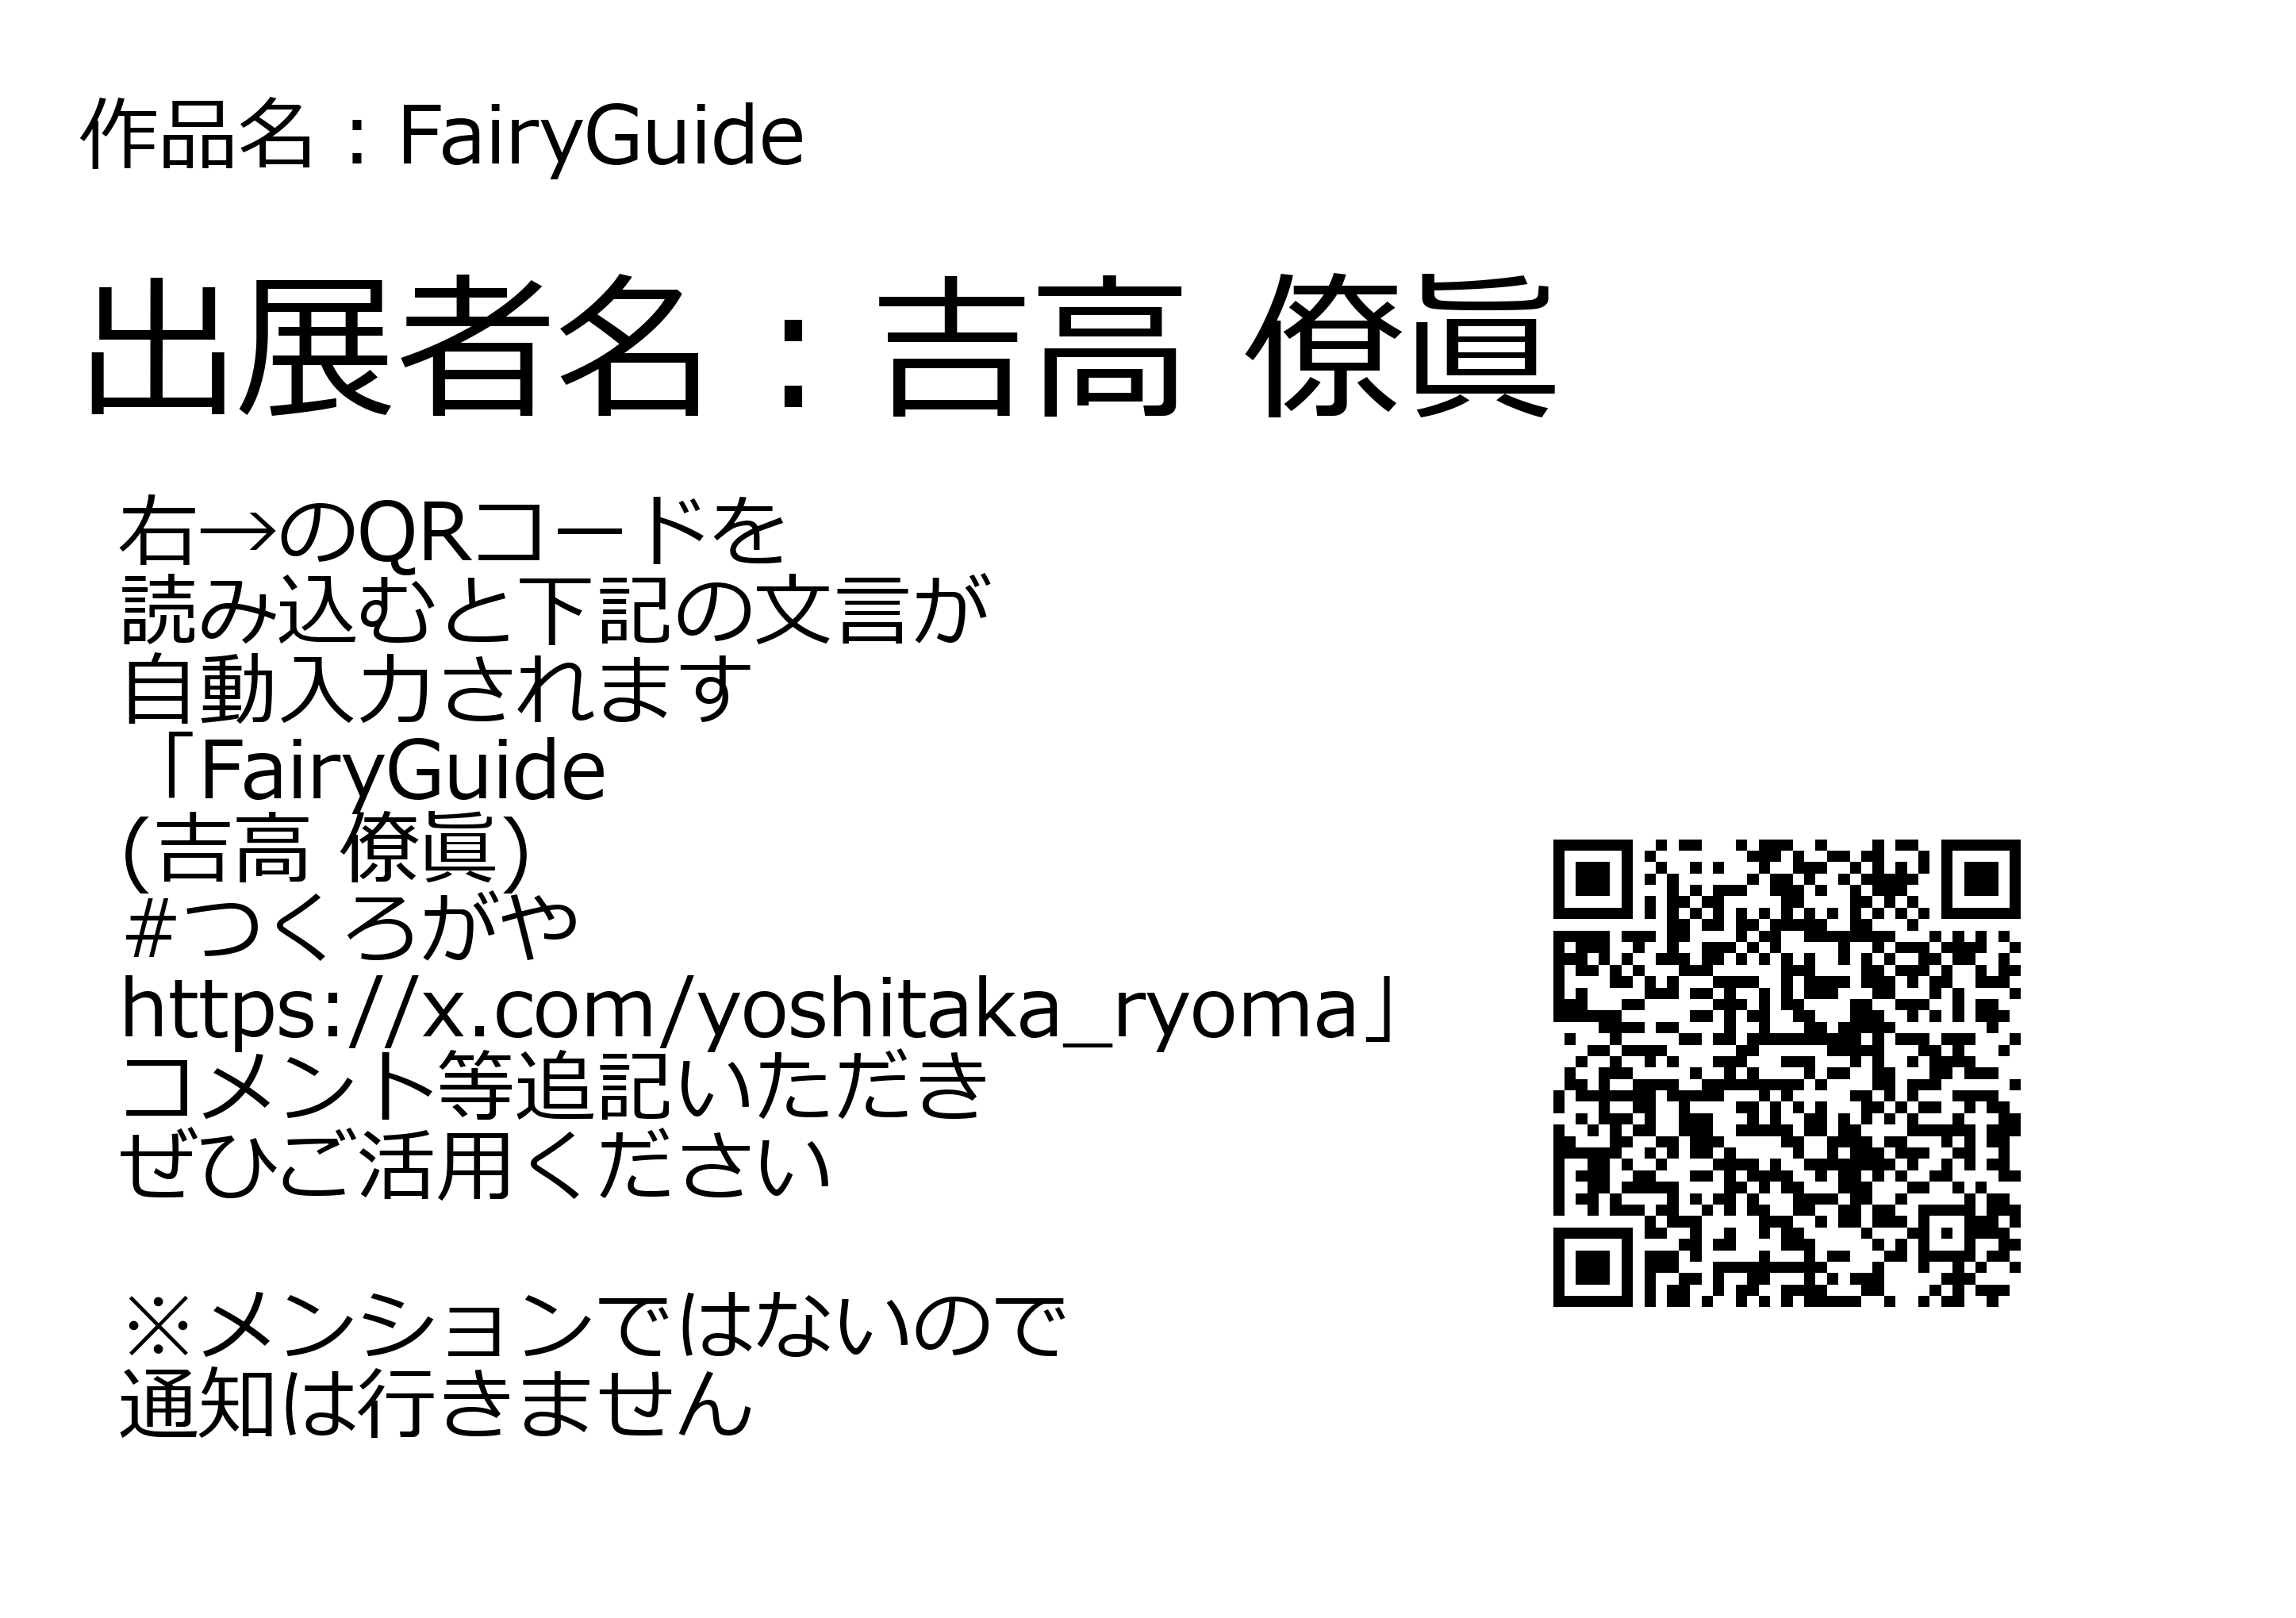 作品名：FairyGuide
出展者名：吉高 僚眞
右→のQRコードを
読み込むと下記の文言が
自動入力されます
「FairyGuide
(吉高 僚眞)
#つくろがや
https://x.com/yoshitaka_ryoma」
コメント等追記いただき
ぜひご活用ください
※メンションではないので
通知は行きません